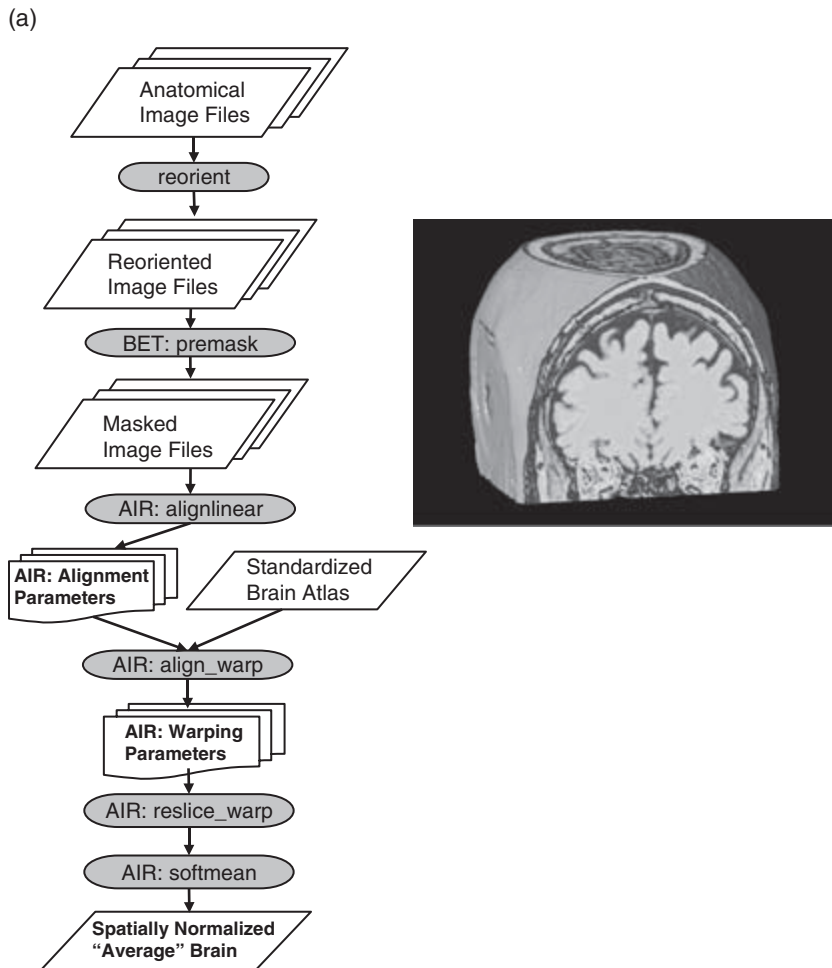 (a)
Anatomical
Image Files
reorient
Reoriented
Image Files
BET: premask
Masked
Image Files
AIR: alignlinear
AIR: Alignment
Parameters
Standardized
Brain Atlas
AIR: align_warp
AIR: Warping
Parameters
AIR: reslice_warp
AIR: softmean
Spatially Normalized
“Average” Brain